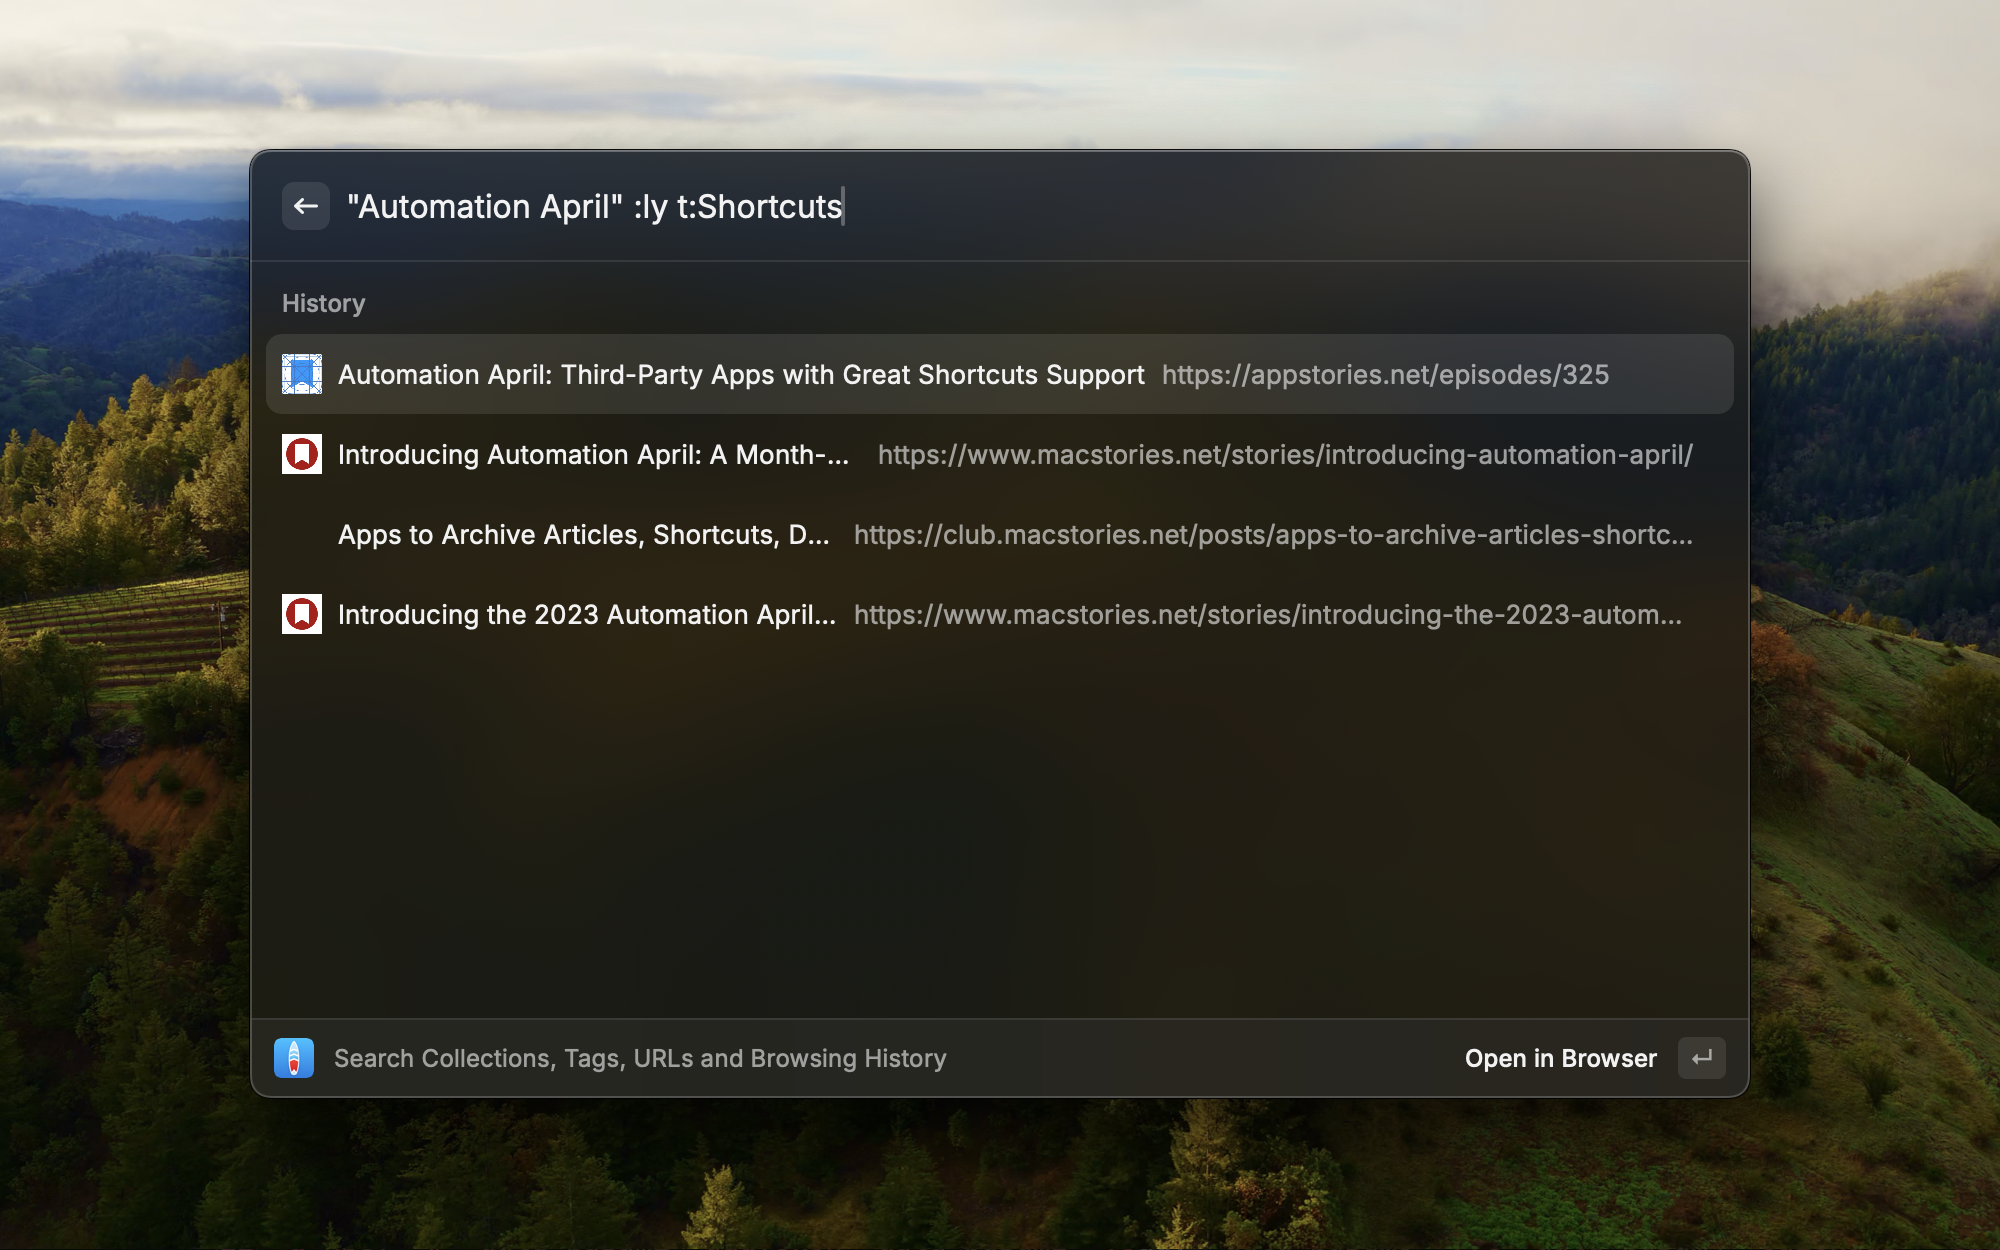 "Automation April" :ly t:Shortcuts
History
Automation April: Third-Party Apps with Great Shortcuts Support https://appstories.net/episodes/325
Introducing Automation April: A Month-... https://www.macstories.net/stories/introducing-automation-april/
Apps to Archive Articles, Shortcuts, D... https://club.macstories.net/posts/apps-to-archive-articles-shortc...
Introducing the 2023 Automation April... https://www.macstories.net/stories/introducing-the-2023-autom...
Search Collections, Tags, URLs and Browsing History Open in Browser